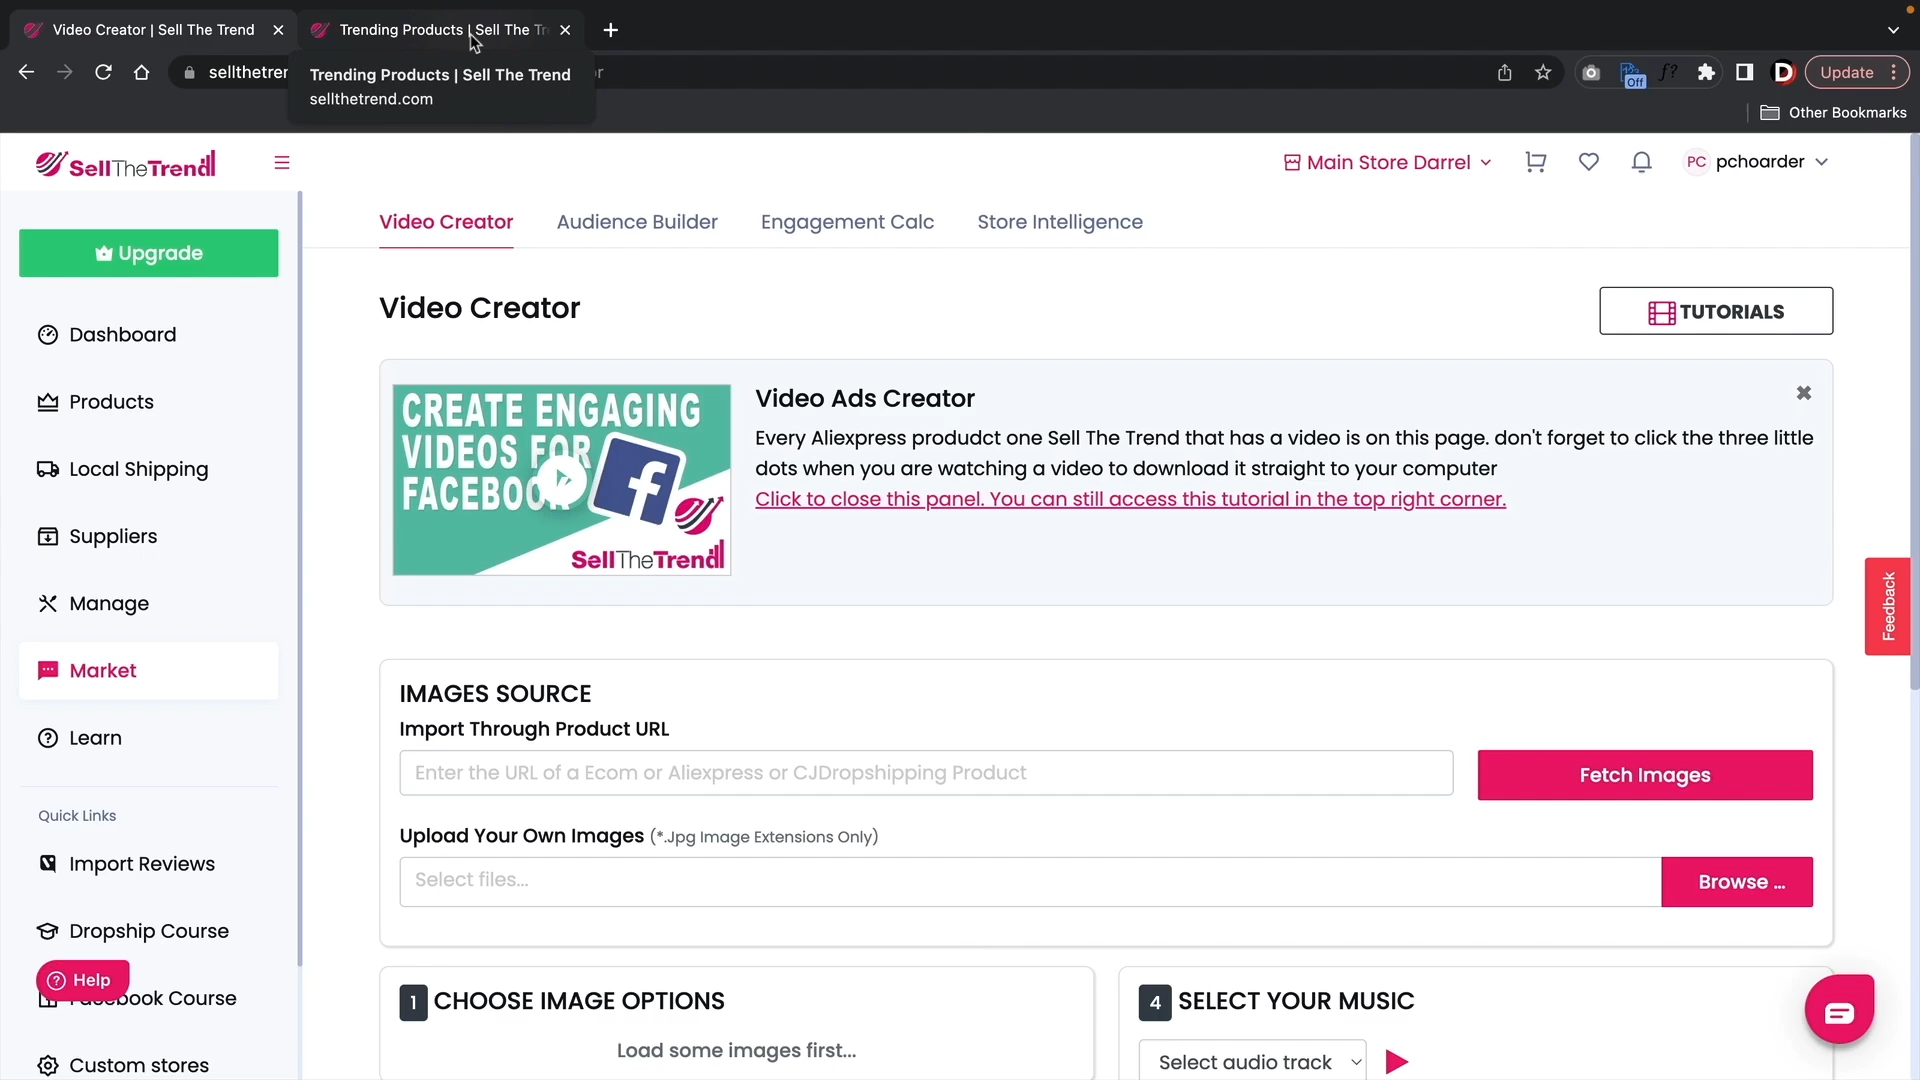 Video Creator | Sell The Trend
Trending Products | Sell The Tr
sellthetren
Trending Products | Sell The Trend
sellthetrend.com
Off
f?
D
Update
Other Bookmarks
SellTheTrend
Main Store Darrel
PC pchoarder
Upgrade
Dashboard
Products
Local Shipping
Suppliers
Manage
Market
Learn
Quick Links
Import Reviews
Dropship Course
Help
Facebook Course
Custom stores
Video Creator
Audience Builder
Engagement Calc
Store Intelligence
Video Creator
TUTORIALS
CREATE ENGAGING
VIDEOS FOR
FACEBOOK
f
SellTheTrend
Video Ads Creator
Every Aliexpress produdct one Sell The Trend that has a video is on this page. don't forget to click the three little
dots when you are watching a video to download it straight to your computer
Click to close this panel. You can still access this tutorial in the top right corner.
Feedback
IMAGES SOURCE
Import Through Product URL
Enter the URL of a Ecom or Aliexpress or CJDropshipping Product
Fetch Images
Upload Your Own Images (*.Jpg Image Extensions Only)
Select files...
Browse ...
1 CHOOSE IMAGE OPTIONS
Load some images first...
4 SELECT YOUR MUSIC
Select audio track